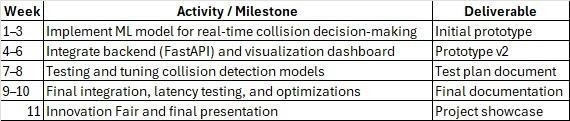 Week Activity / Milestone Deliverable
1–3 Implement ML model for real-time collision decision-making Initial prototype
4–6 Integrate backend (FastAPI) and visualization dashboard Prototype v2
7–8 Testing and tuning collision detection models Test plan document
9–10 Final integration, latency testing, and optimizations Final documentation
11 Innovation Fair and final presentation Project showcase